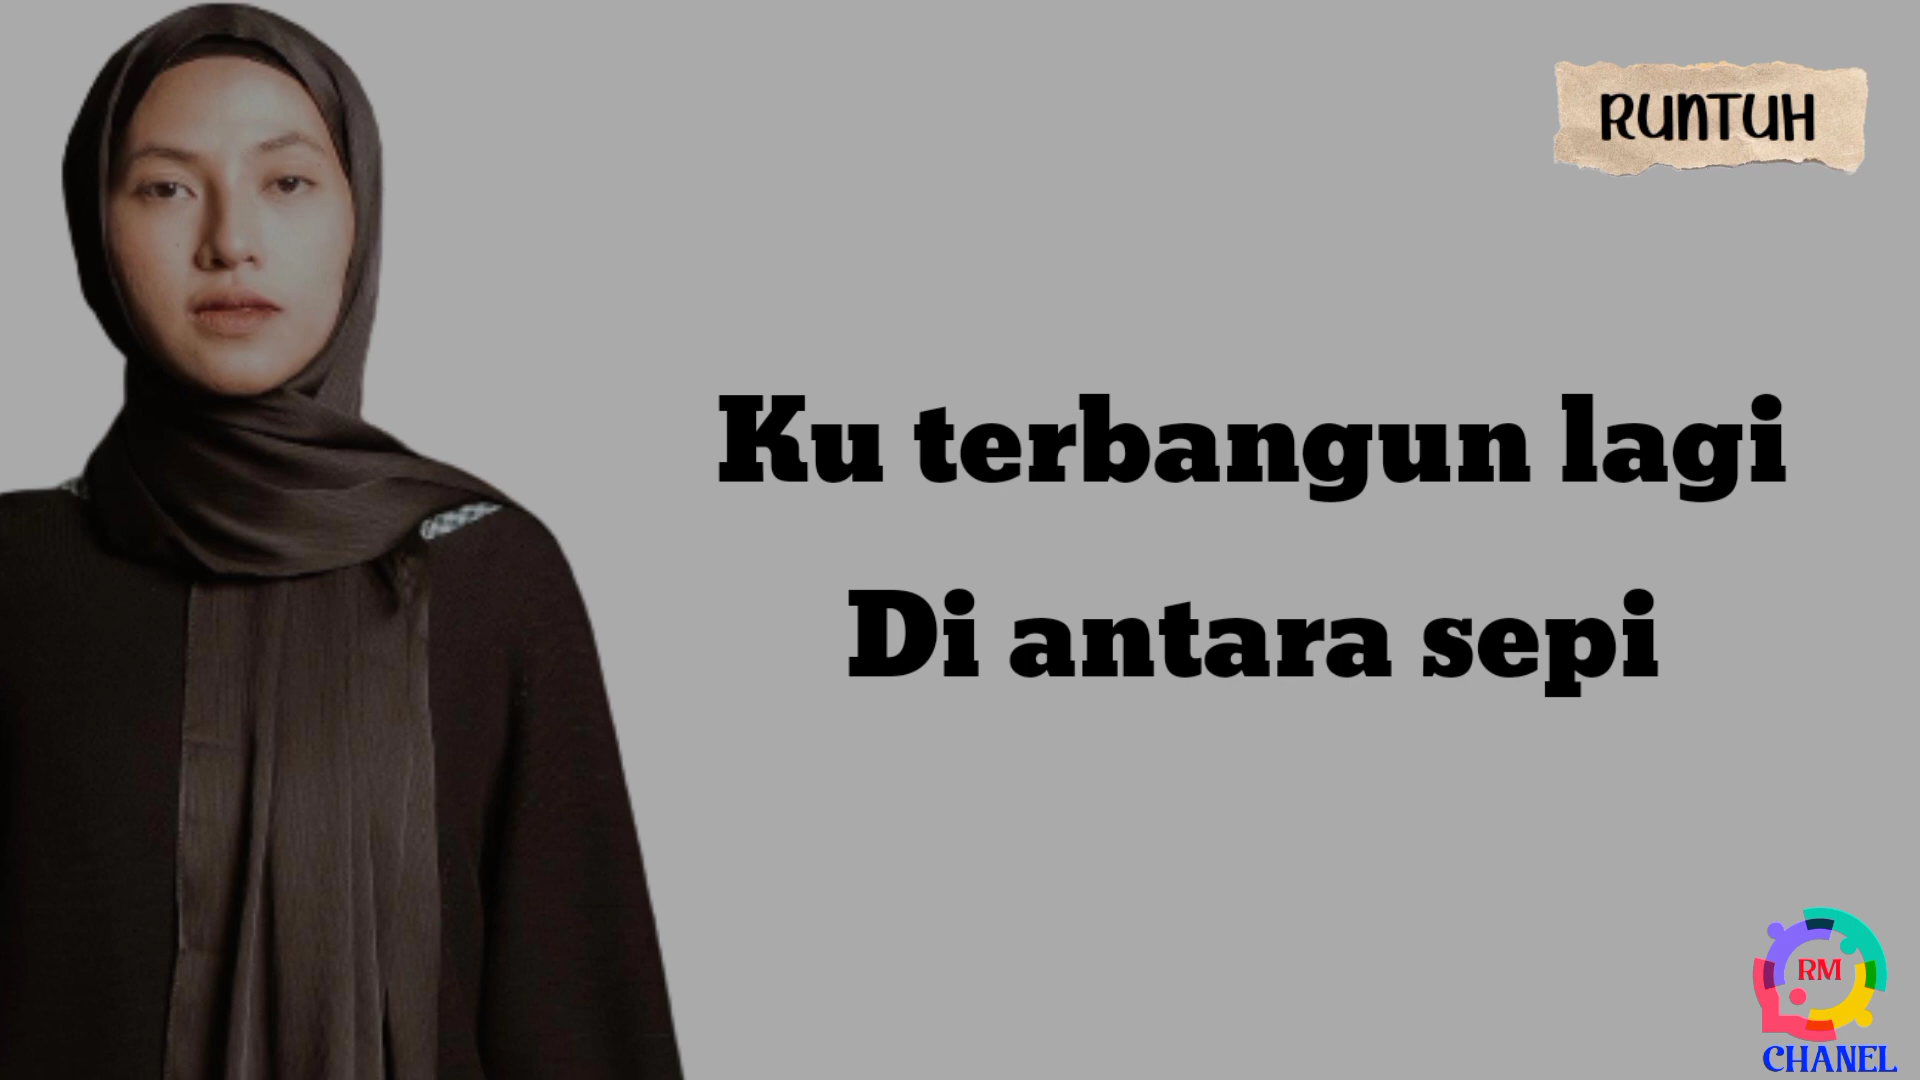 RUNTUH
Ku terbangun lagi
Di antara sepi
RM
CHANEL